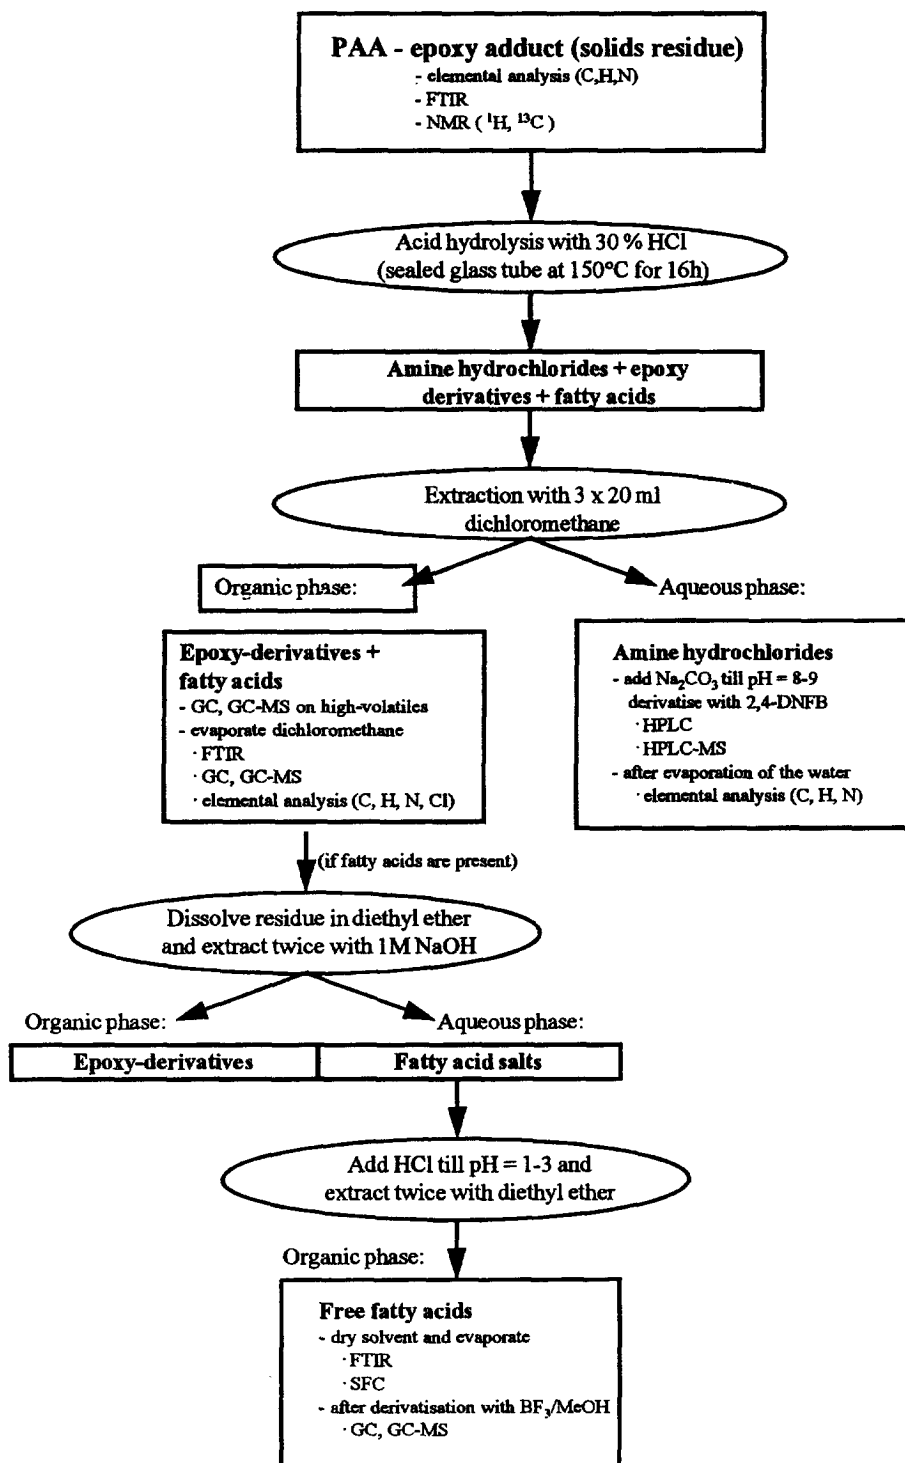 PAA - epoxy adduct (solids residue)
- elemental analysis (C,H,N)
- FTIR
- NMR ( ¹H, ¹³C )
Acid hydrolysis with 30 % HCl
(sealed glass tube at 150°C for 16h)
Amine hydrochlorides + epoxy
derivatives + fatty acids
Extraction with 3 x 20 ml
dichloromethane
Organic phase:
Aqueous phase:
Epoxy-derivatives +
fatty acids
- GC, GC-MS on high-volatiles
- evaporate dichloromethane
· FTIR
· GC, GC-MS
· elemental analysis (C, H, N, Cl)
Amine hydrochlorides
- add Na₂CO₃ till pH = 8-9
derivatise with 2,4-DNFB
· HPLC
· HPLC-MS
- after evaporation of the water
· elemental analysis (C, H, N)
(if fatty acids are present)
Dissolve residue in diethyl ether
and extract twice with 1M NaOH
Organic phase:
Aqueous phase:
Epoxy-derivatives
Fatty acid salts
Add HCl till pH = 1-3 and
extract twice with diethyl ether
Organic phase:
Free fatty acids
- dry solvent and evaporate
· FTIR
· SFC
- after derivatisation with BF₃/MeOH
· GC, GC-MS